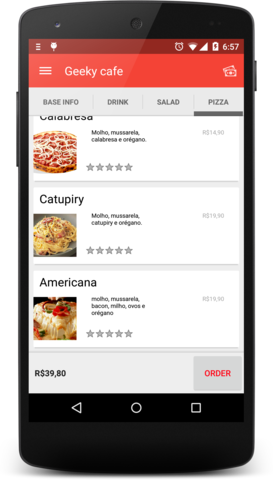 6:57
Geeky cafe
BASE INFO
DRINK
SALAD
PIZZA
Calabresa
Molho, mussarela,
calabresa e orégano.
R$14,90
Catupiry
Molho, mussarela,
catupiry e orégano.
R$19,90
Americana
molho, mussarela,
bacon, milho, ovos e
orégano
R$19,90
R$39,80
ORDER